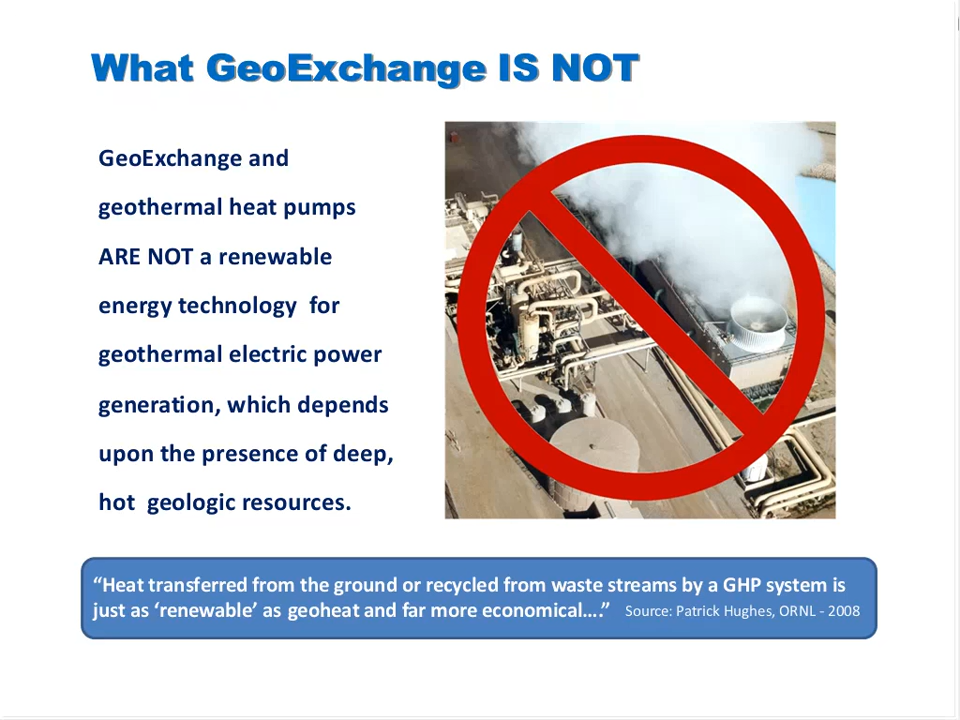 What GeoExchange IS NOT
GeoExchange and
geothermal heat pumps
ARE NOT a renewable
energy technology  for
geothermal electric power
generation, which depends
upon the presence of deep,
hot  geologic resources.
“Heat transferred from the ground or recycled from waste streams by a GHP system is
just as ‘renewable’ as geoheat and far more economical….” Source: Patrick Hughes, ORNL - 2008